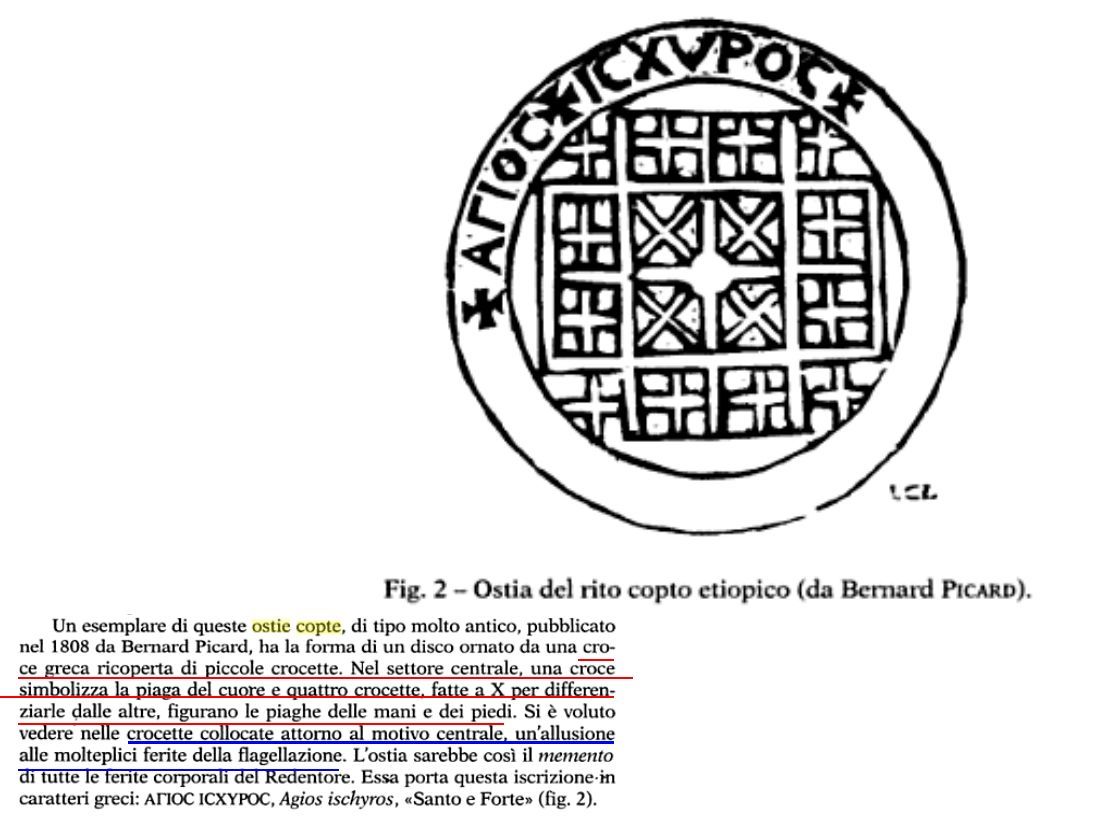 ΑΓΙΟC ΙCΧΥΡΟC
Fig. 2 – Ostia del rito copto etiopico (da Bernard PICARD).
Un esemplare di queste ostie copte, di tipo molto antico, pubblicato
nel 1808 da Bernard Picard, ha la forma di un disco ornato da una cro-
ce greca ricoperta di piccole crocette. Nel settore centrale, una croce
simbolizza la piaga del cuore e quattro crocette, fatte a X per differen-
ziarle dalle altre, figurano le piaghe delle mani e dei piedi. Si è voluto
vedere nelle crocette collocate attorno al motivo centrale, un'allusione
alle molteplici ferite della flagellazione. L'ostia sarebbe così il memento
di tutte le ferite corporali del Redentore. Essa porta questa iscrizione in
caratteri greci: ΑΓΙΟC ΙCΧΥΡΟC, Agios ischyros, «Santo e Forte» (fig. 2).